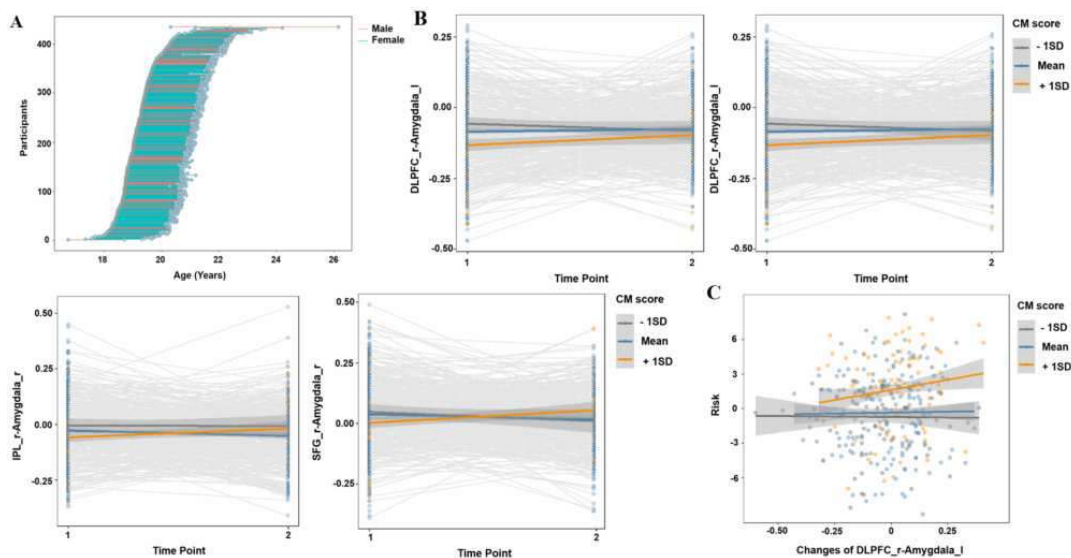 A
Male
Female
400
300
200
100
0
Participants
18
20
22
24
26
Age (Years)
B
0.25
0.00
-0.25
-0.50
DLPFC_r-Amygdala_l
1
2
Time Point
0.25
0.00
-0.25
-0.50
DLPFC_r-Amygdala_l
1
2
Time Point
CM score
- 1SD
Mean
+ 1SD
0.50
0.25
0.00
-0.25
IPL_r-Amygdala_r
1
2
Time Point
0.50
0.25
0.00
-0.25
SFG_r-Amygdala_r
1
2
Time Point
CM score
- 1SD
Mean
+ 1SD
C
6
3
0
-3
-6
Risk
-0.50
-0.25
0
0.25
Changes of DLPFC_r-Amygdala_l
CM score
- 1SD
Mean
+ 1SD